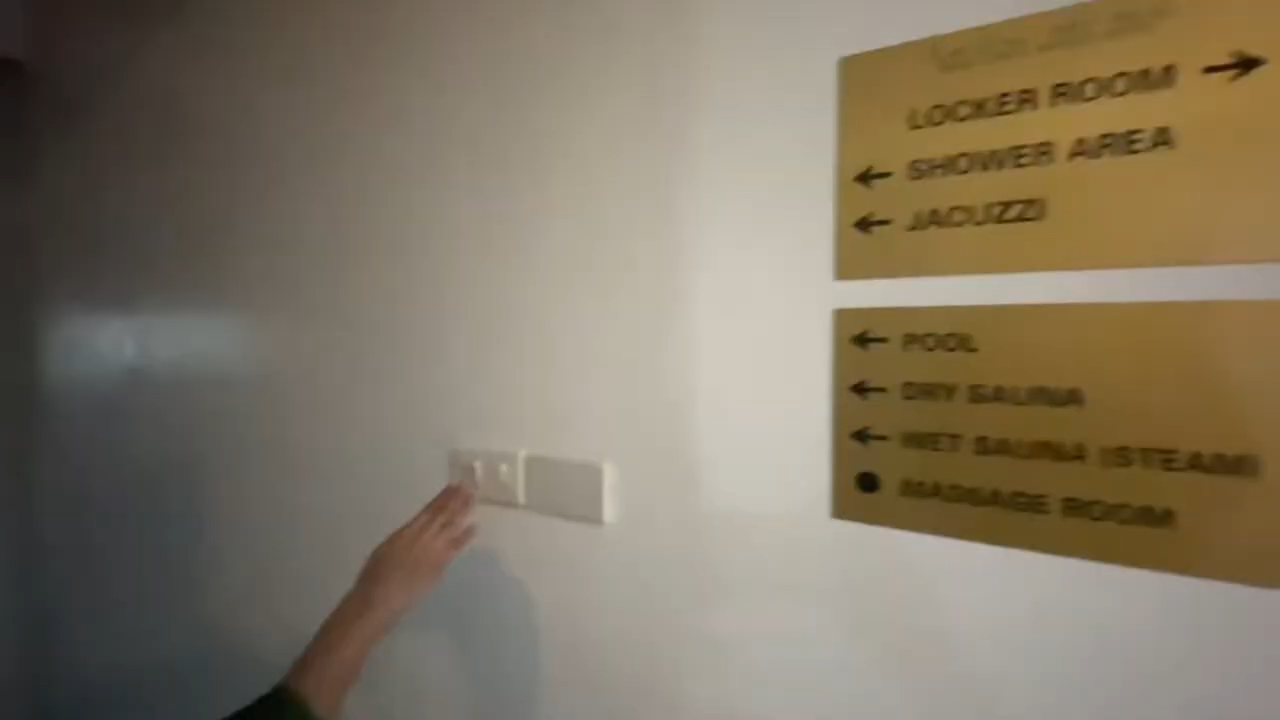 LOCKER ROOM →
← SHOWER AREA
← JACUZZI
← POOL
← DRY SAUNA
← WET SAUNA (STEAM)
● MASSAGE ROOM